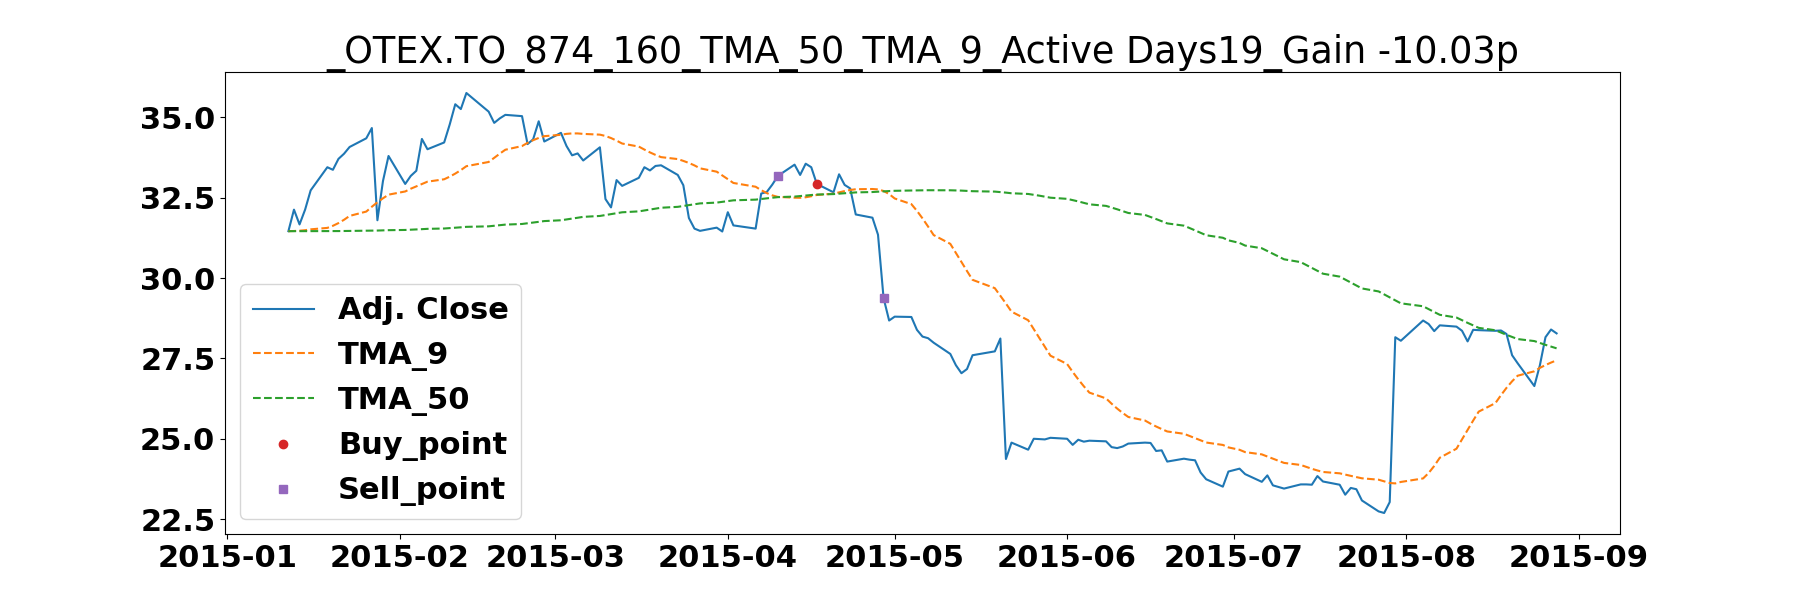 _OTEX.TO_874_160_TMA_50_TMA_9_Active Days19_Gain -10.03p
35.0
32.5
30.0
27.5
25.0
22.5
Adj. Close
TMA_9
TMA_50
Buy_point
Sell_point
2015-01 2015-02 2015-03 2015-04 2015-05 2015-06 2015-07 2015-08 2015-09